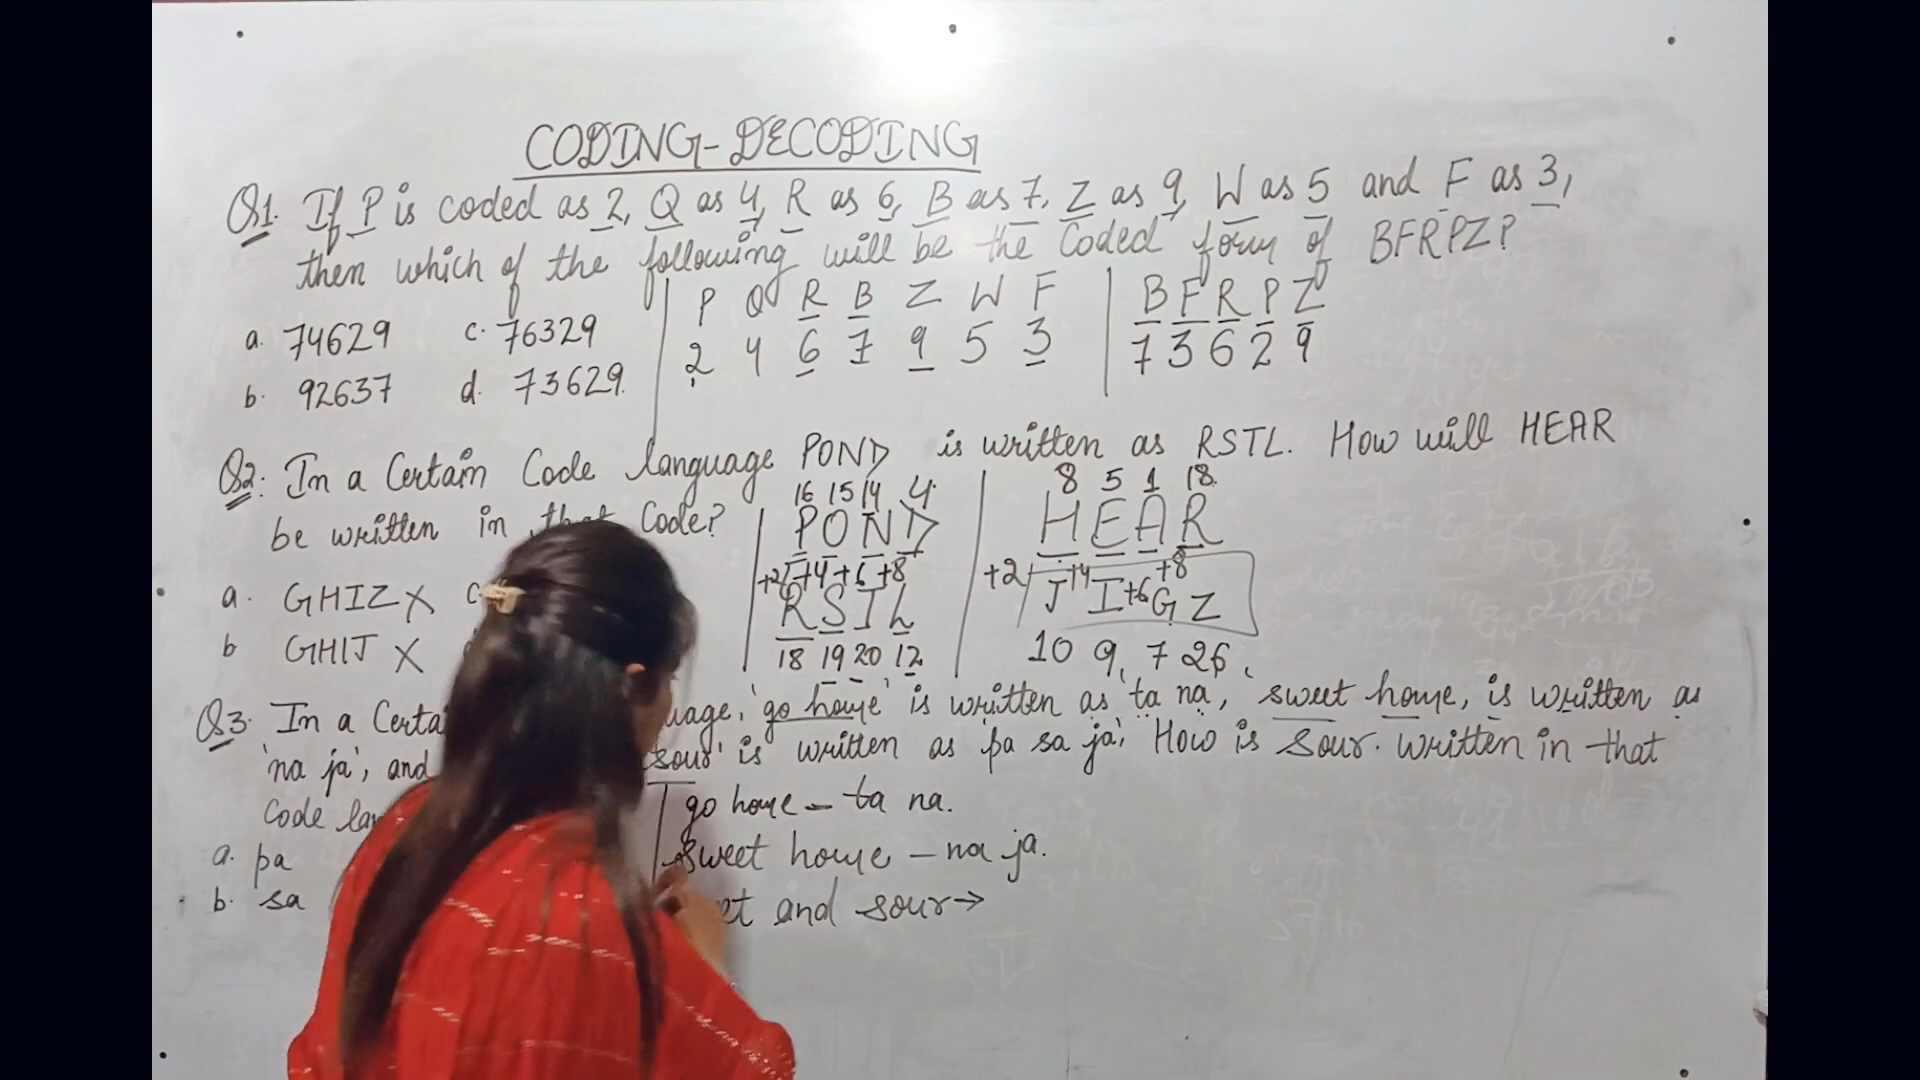 CODING-DECODING
Q1. If P is coded as 2, Q as 4, R as 6, B as 7, Z as 9, W as 5 and F as 3,
then which of the following will be the Coded form of BFRPZ?
a. 74629 c. 76329
b. 92637 d. 73629
P Q R B Z W F
2 4 6 7 9 5 3
B F R P Z
7 3 6 2 9
Q2: In a Certain Code language POND is written as RSTL. How will HEAR
be written in that Code?
a. GHIZ X c.
b GHIJ X
16 15 14 4
P O N D
+2 +4 +6 +8
R S T L
18 19 20 12
8 5 1 18
H E A R
+2 J +4 I +6 G +8 Z
10 9, 7 26
Q3. In a 'go home' is written as 'ta na', 'sweet home, is written as
'na ja', and sour' is written as pa sa ja', How is sour. written in that
Code
a. pa
b. sa
go home - ta na.
sweet home - na ja.
and sour →